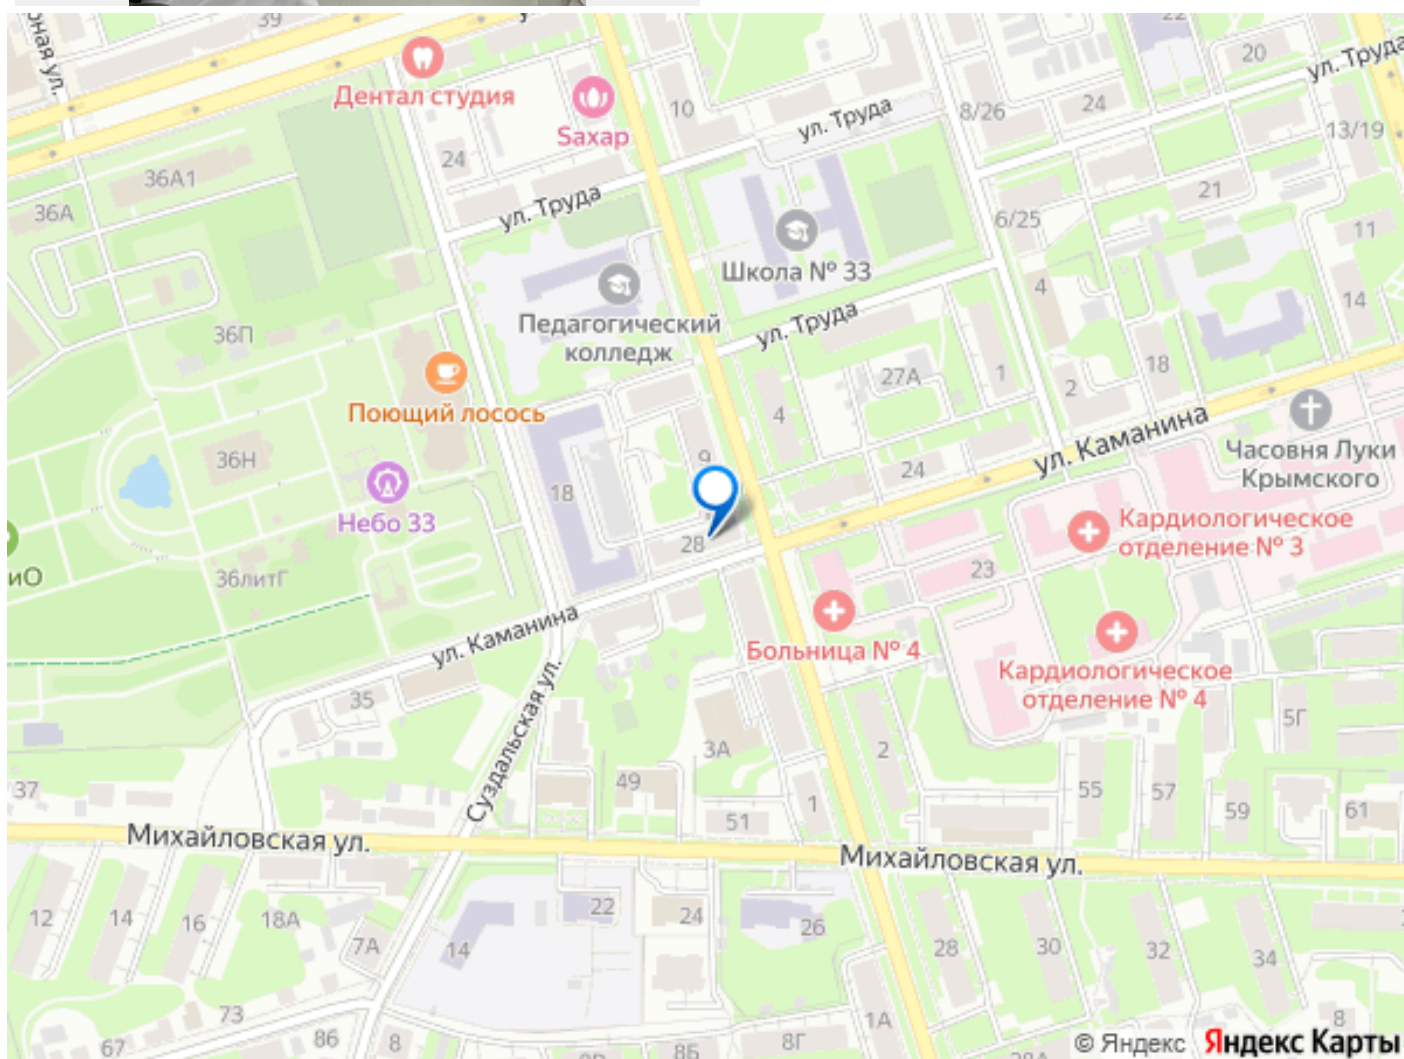 39
22
20
ул. Труда
Дентал студия
Saxap
10
ул. Труда
8/26
24
13/19
24
36А1
36А
ул. Труда
21
6/25
11
Школа № 33
4
14
Педагогический
колледж
ул. Труда
36П
27А
1
18
2
Поющий лосось
4
ул. Каманина
Часовня Луки
Крымского
36Н
9
24
18
Небо 33
Кардиологическое
отделение № 3
28
23
иО
36литГ
ул. Каманина
Больница № 4
Кардиологическое
отделение № 4
35
Суздальская ул.
3А
2
5Г
37
49
55
57
59
61
1
51
Михайловская ул.
Михайловская ул.
12
14
16
18А
7А
14
22
24
26
28
30
32
34
73
67
86
8
8Б
8Г
1А
8
© Яндекс Яндекс Карты